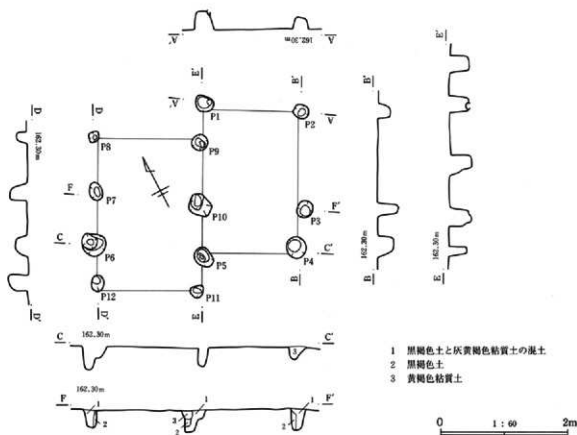 A' A
162.30m
E' B'
A' A
P1 P2
D D
162.30m
P8 P9
F P7 P10 P3 F'
C P6 P5 P4 C'
P12 P11 B
D' D' E
B' B
162.30m
E' E
162.30m
C 162.30m C'
3
F 162.30m F'
1 2 3 1 2 1 2
1 黒褐色土と灰黄褐色粘質土の混土
2 黒褐色土
3 黄褐色粘質土
0 1:60 2m